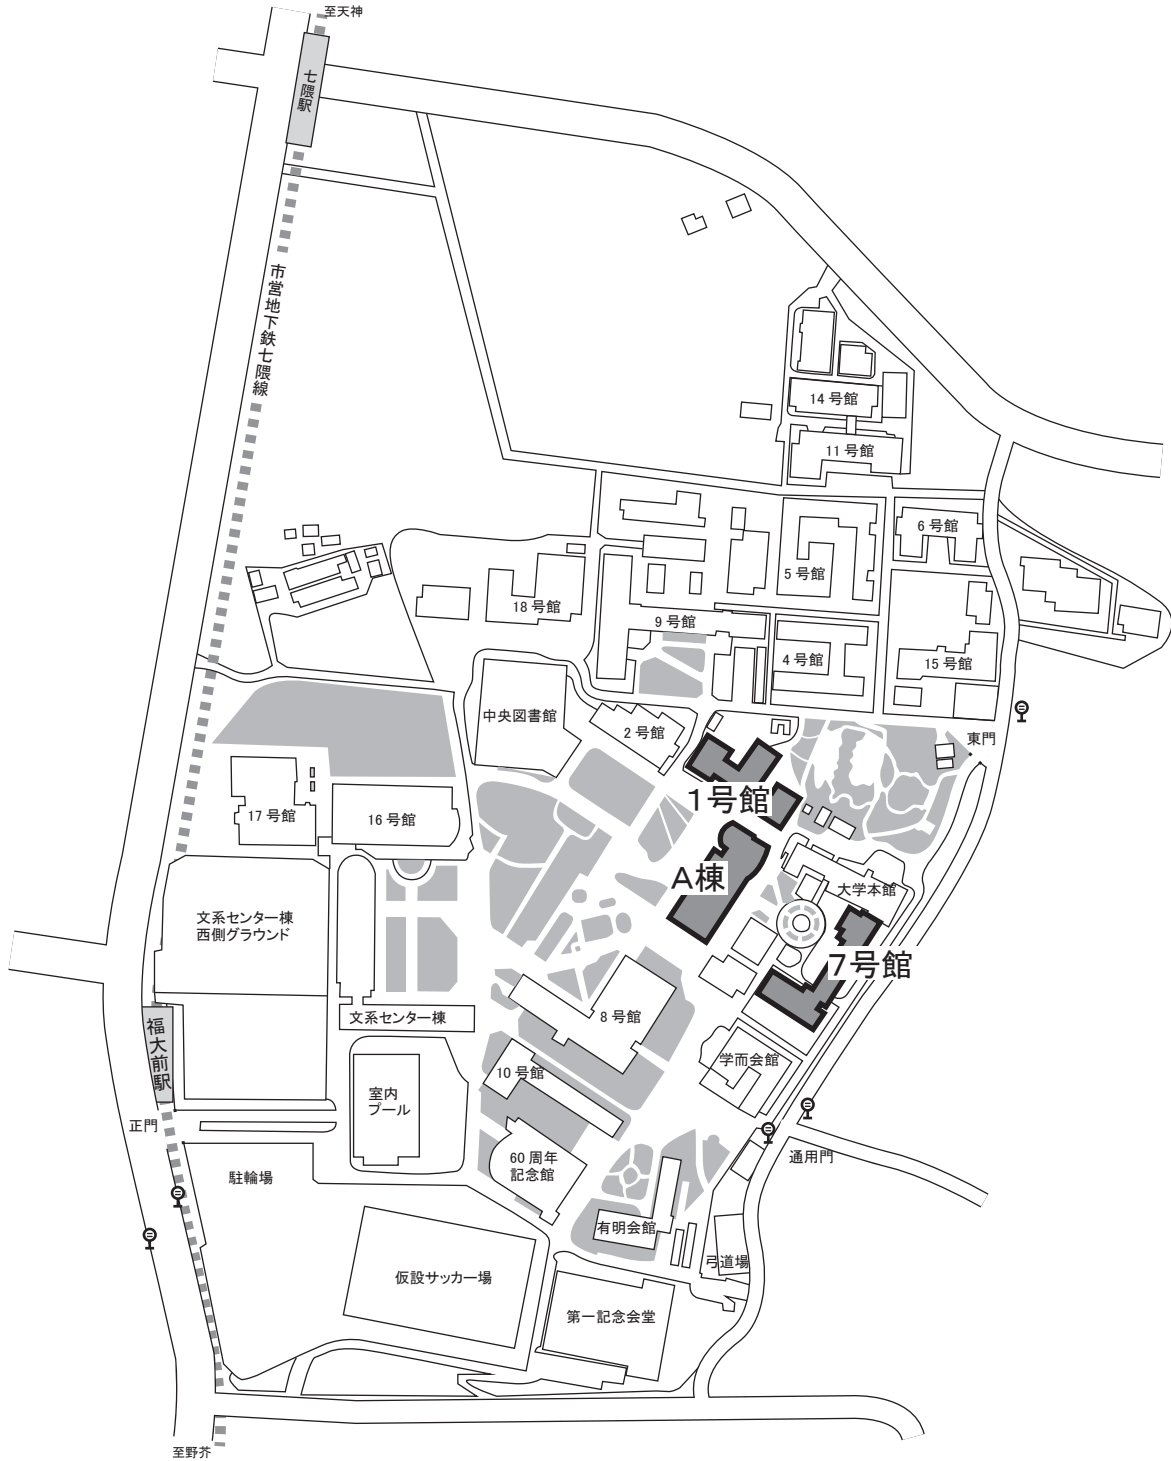 至天神
七隈駅
市営地下鉄七隈線
14 号館
11 号館
6 号館
5 号館
18 号館
9 号館
4 号館
15 号館
中央図書館
2 号館
東門
1号館
17 号館
16 号館
A棟
大学本館
文系センター棟
西側グラウンド
7号館
福大前駅
文系センター棟
8 号館
学而会館
室内
プール
10 号館
正門
通用門
60 周年
記念館
駐輪場
有明会館
弓道場
仮設サッカー場
第一記念会堂
至野芥